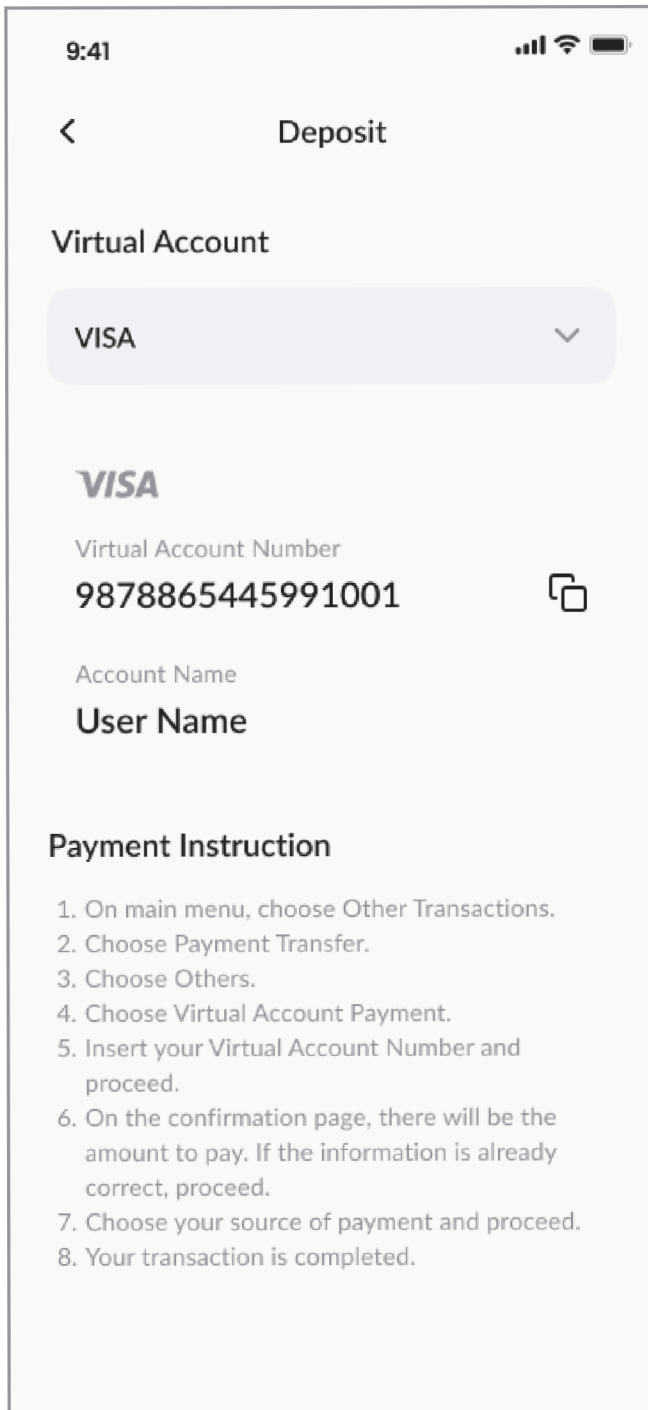 9:41
Deposit
Virtual Account
VISA
VISA
Virtual Account Number
9878865445991001
Account Name
User Name
Payment Instruction
1. On main menu, choose Other Transactions.
2. Choose Payment Transfer.
3. Choose Others.
4. Choose Virtual Account Payment.
5. Insert your Virtual Account Number and
proceed.
6. On the confirmation page, there will be the
amount to pay. If the information is already
correct, proceed.
7. Choose your source of payment and proceed.
8. Your transaction is completed.